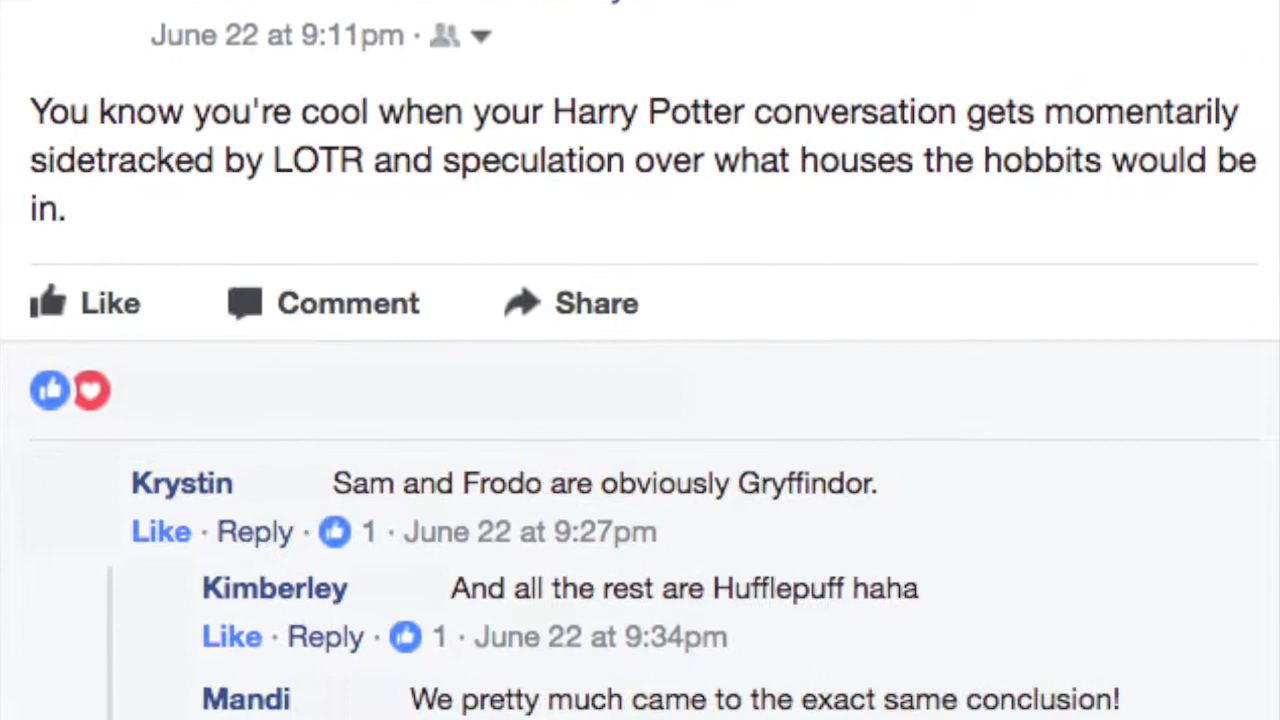 June 22 at 9:11pm ·
You know you're cool when your Harry Potter conversation gets momentarily
sidetracked by LOTR and speculation over what houses the hobbits would be
in.
Like Comment Share
Krystin Sam and Frodo are obviously Gryffindor.
Like · Reply · 1 · June 22 at 9:27pm
Kimberley And all the rest are Hufflepuff haha
Like · Reply · 1 · June 22 at 9:34pm
Mandi We pretty much came to the exact same conclusion!